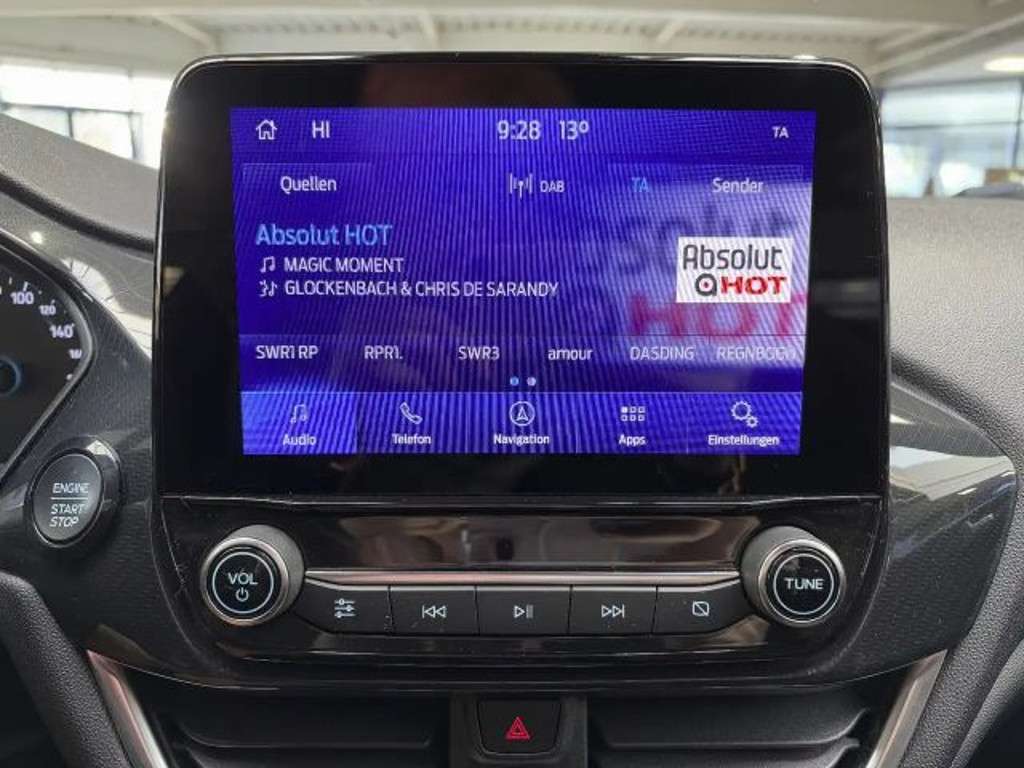 HI 9:28 13° TA
Quellen DAB TA Sender
Absolut HOT
MAGIC MOMENT
GLOCKENBACH & CHRIS DE SARANDY
Absolut
HOT
SWR1 RP RPR1. SWR3 amour DASDING REGNBOGN
Audio Telefon Navigation Apps Einstellungen
100
120
140
ENGINE
START
STOP
VOL
TUNE